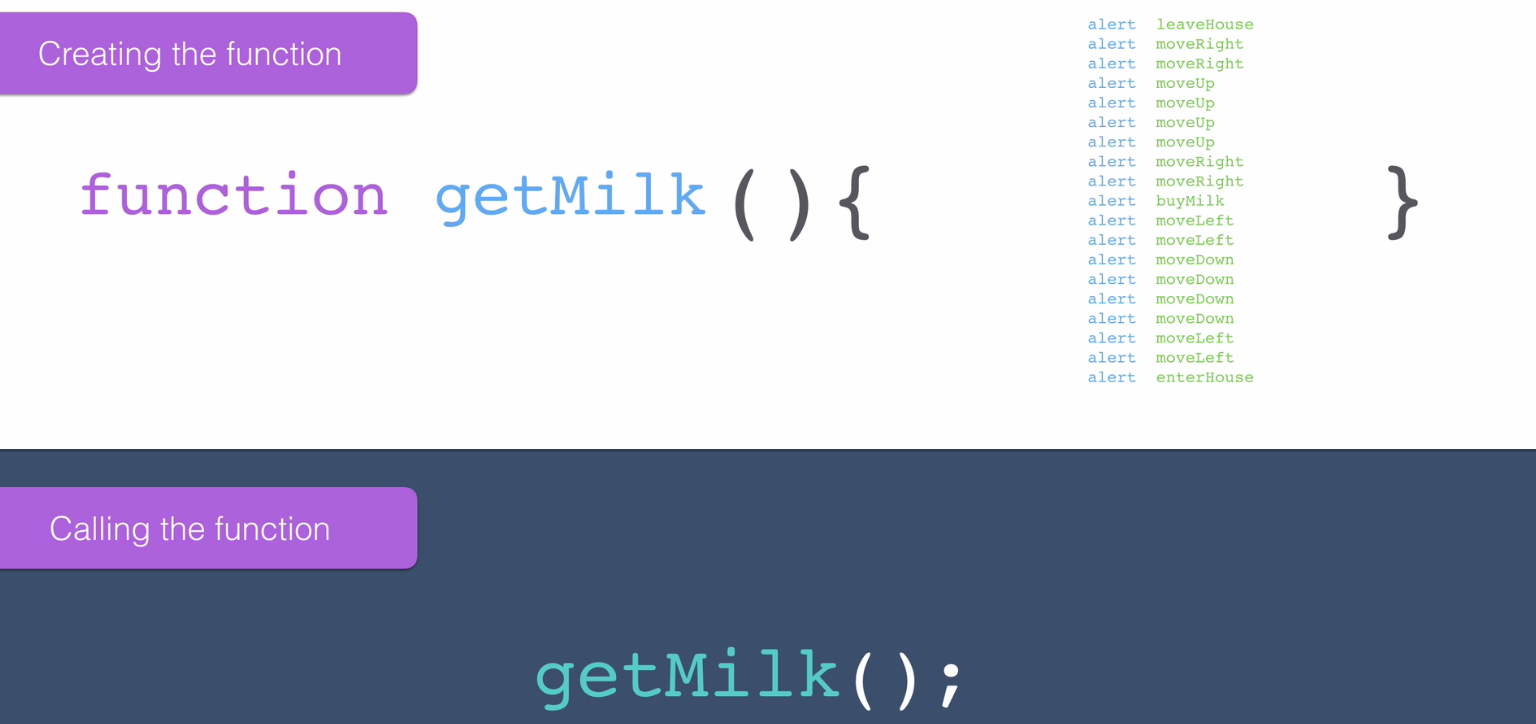 Creating the function
function getMilk (){
alert leaveHouse
alert moveRight
alert moveRight
alert moveUp
alert moveUp
alert moveUp
alert moveUp
alert moveRight
alert moveRight
alert buyMilk
alert moveLeft
alert moveLeft
alert moveDown
alert moveDown
alert moveDown
alert moveDown
alert moveLeft
alert moveLeft
alert enterHouse
}
Calling the function
getMilk();